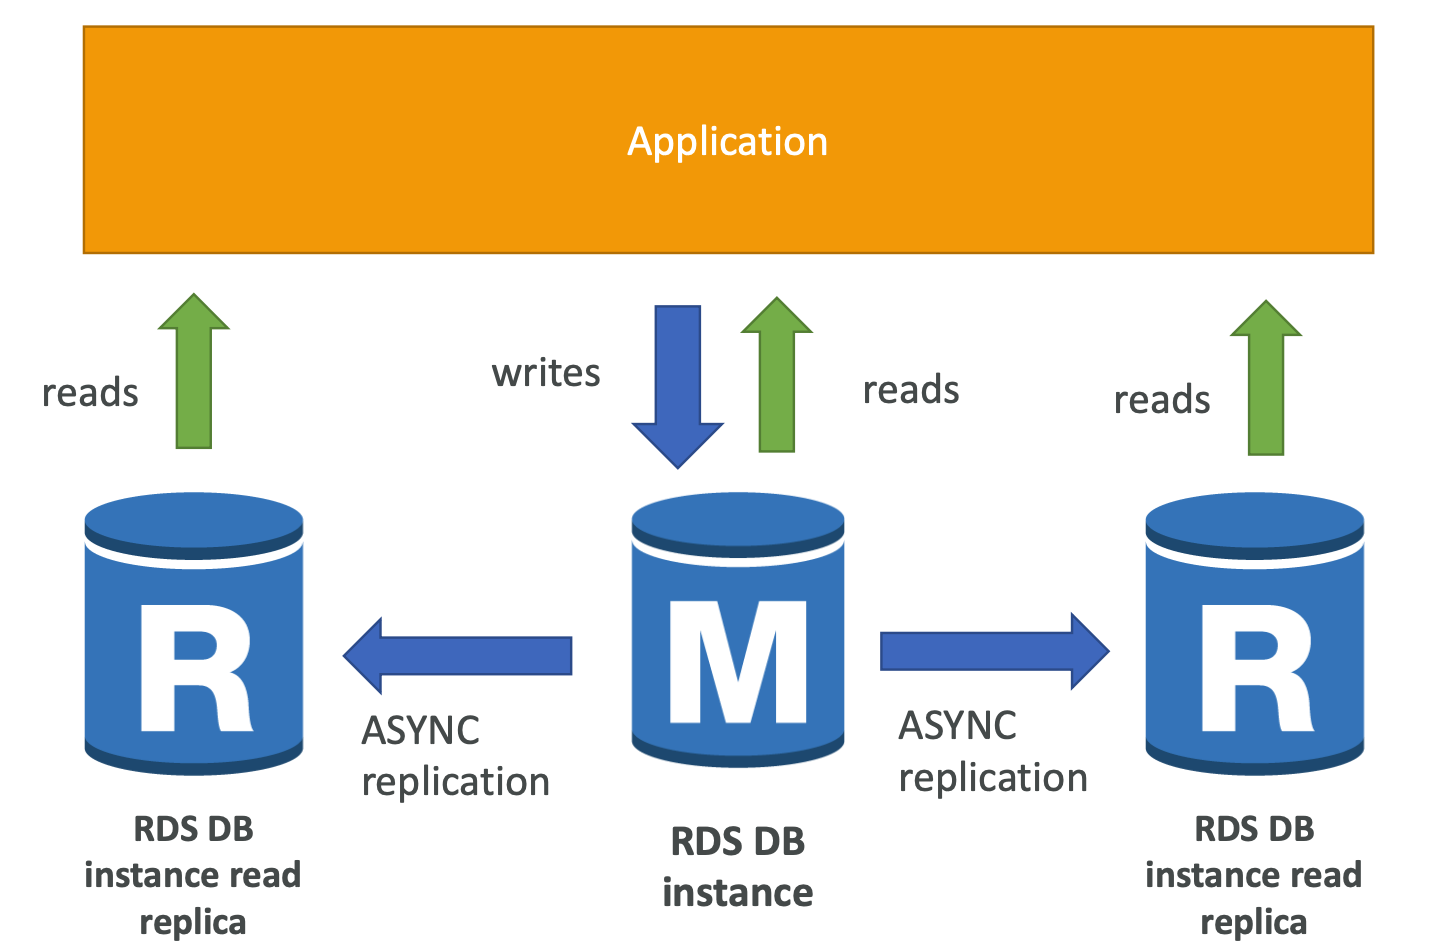 Application
reads
writes
reads
reads
R
M
R
ASYNC
replication
ASYNC
replication
RDS DB
instance read
replica
RDS DB
instance
RDS DB
instance read
replica